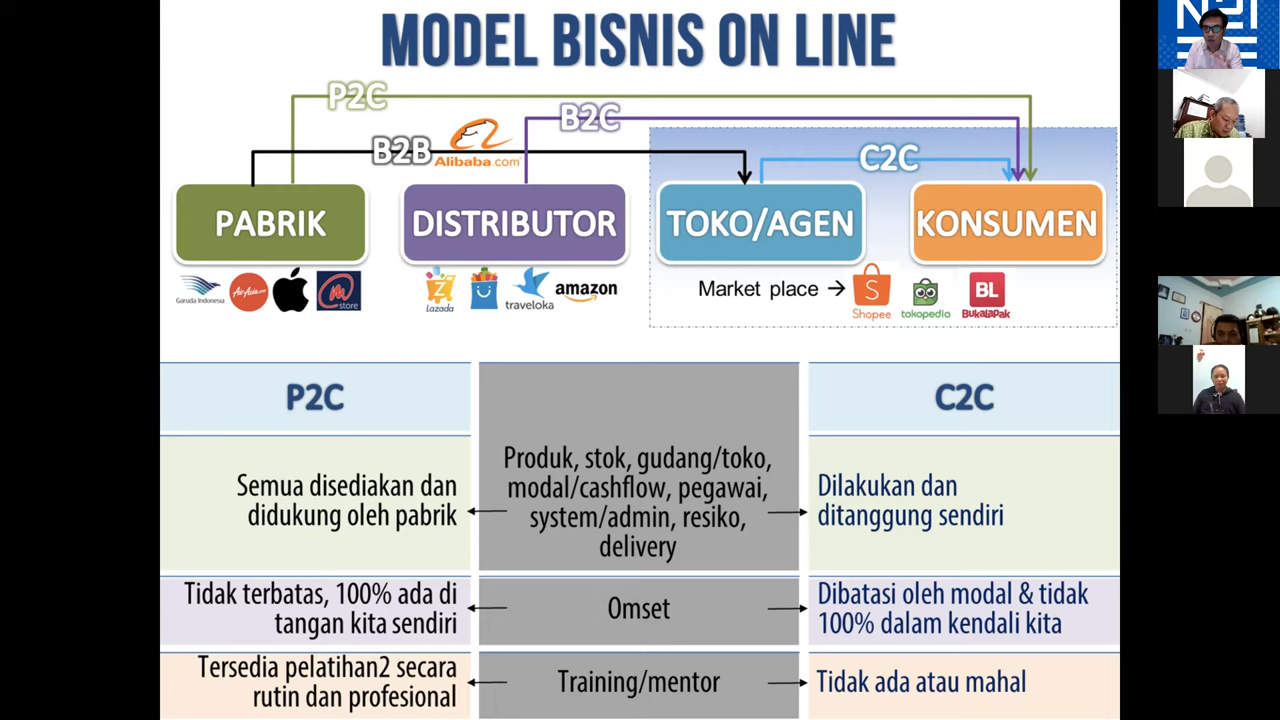 MODEL BISNIS ON LINE
P2C
B2C
B2B
Alibaba.com
C2C
PABRIK
DISTRIBUTOR
TOKO/AGEN
KONSUMEN
Garuda Indonesia
AirAsia.com
store
Lazada
traveloka
amazon
Market place →
Shopee
tokopedia
BL
BukaLapak
P2C
C2C
Semua disediakan dan
didukung oleh pabrik
Produk, stok, gudang/toko,
modal/cashflow, pegawai,
system/admin, resiko,
delivery
Dilakukan dan
ditanggung sendiri
Tidak terbatas, 100% ada di
tangan kita sendiri
Omset
Dibatasi oleh modal & tidak
100% dalam kendali kita
Tersedia pelatihan2 secara
rutin dan profesional
Training/mentor
Tidak ada atau mahal